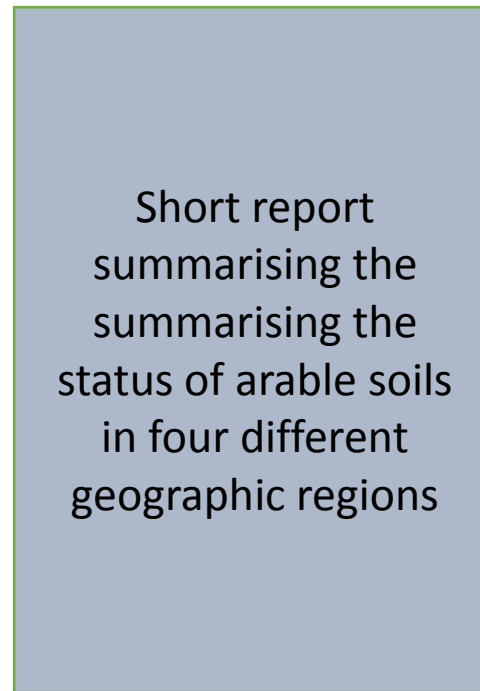 Short report
summarising the
summarising the
status of arable soils
in four different
geographic regions